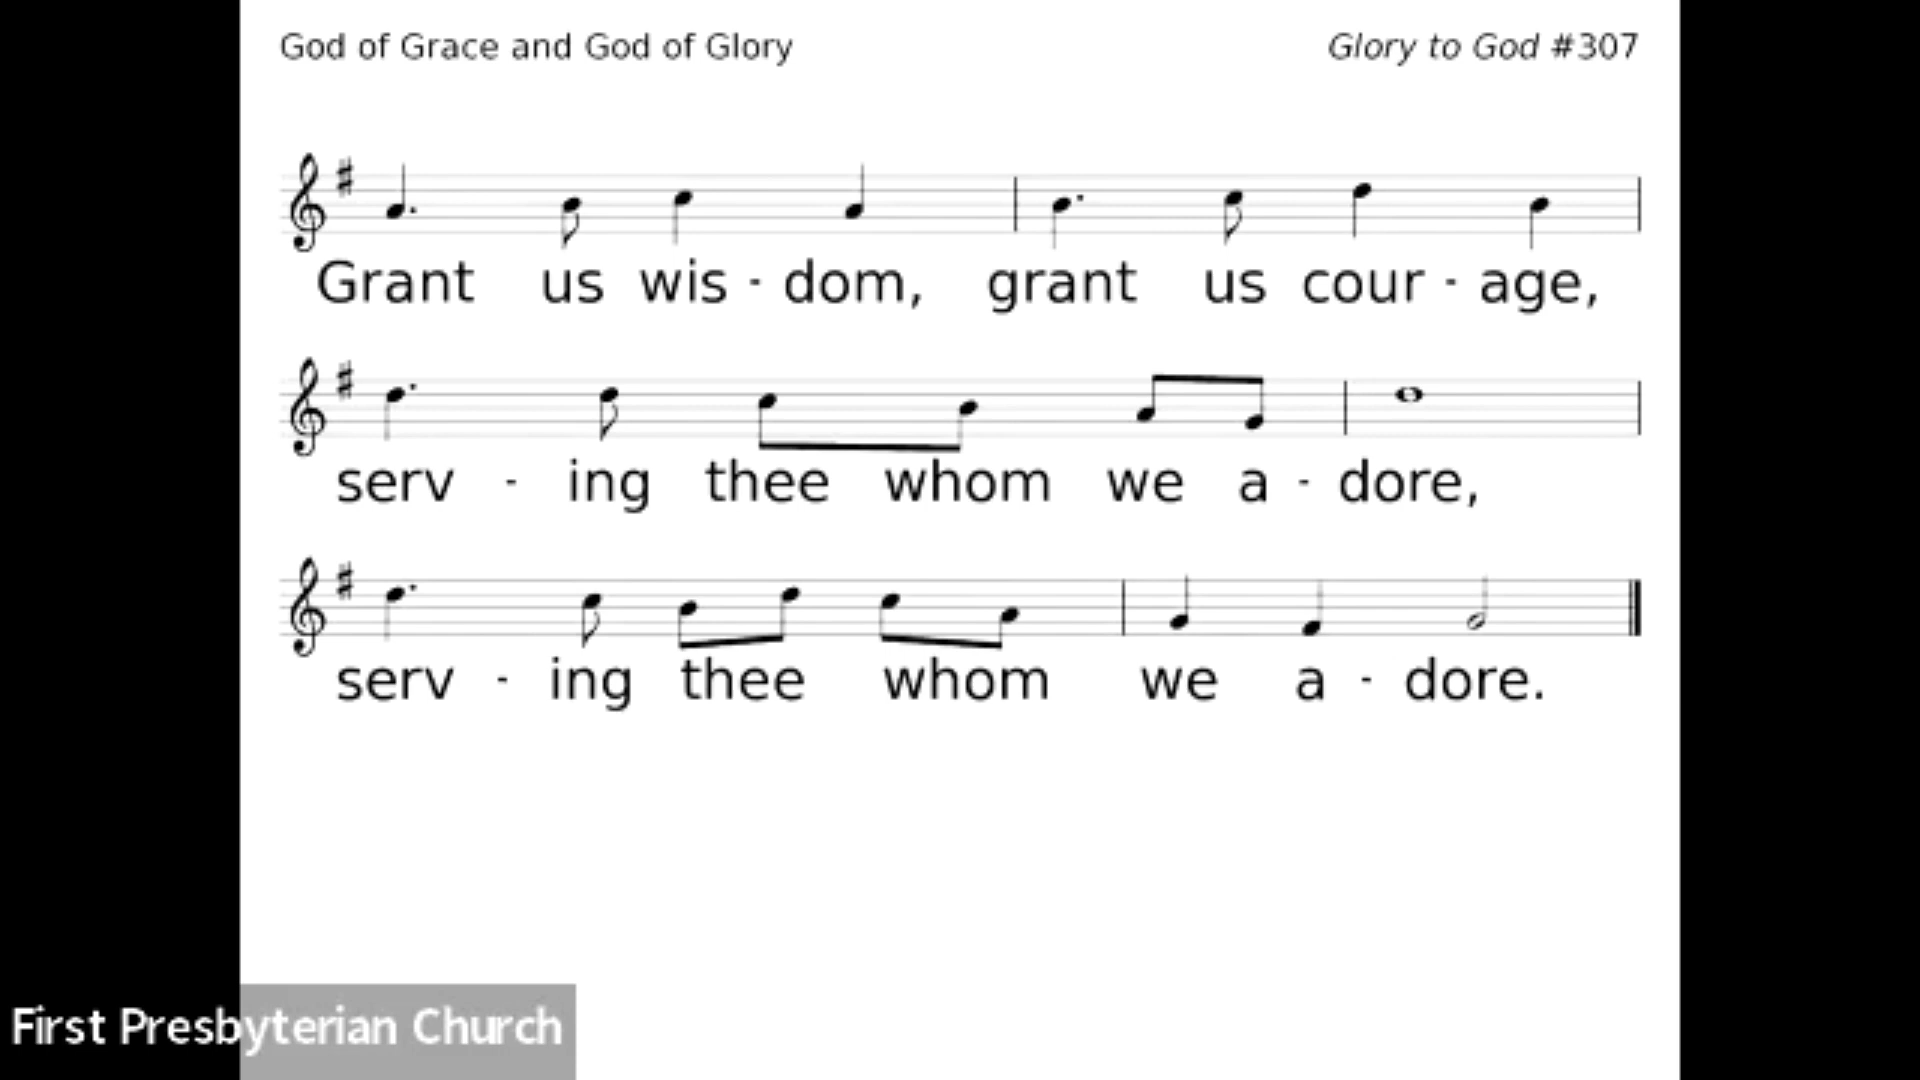 God of Grace and God of Glory
Glory to God #307
Grant us wis - dom, grant us cour - age,
serv - ing thee whom we a - dore,
serv - ing thee whom we a - dore.
First Presbyterian Church